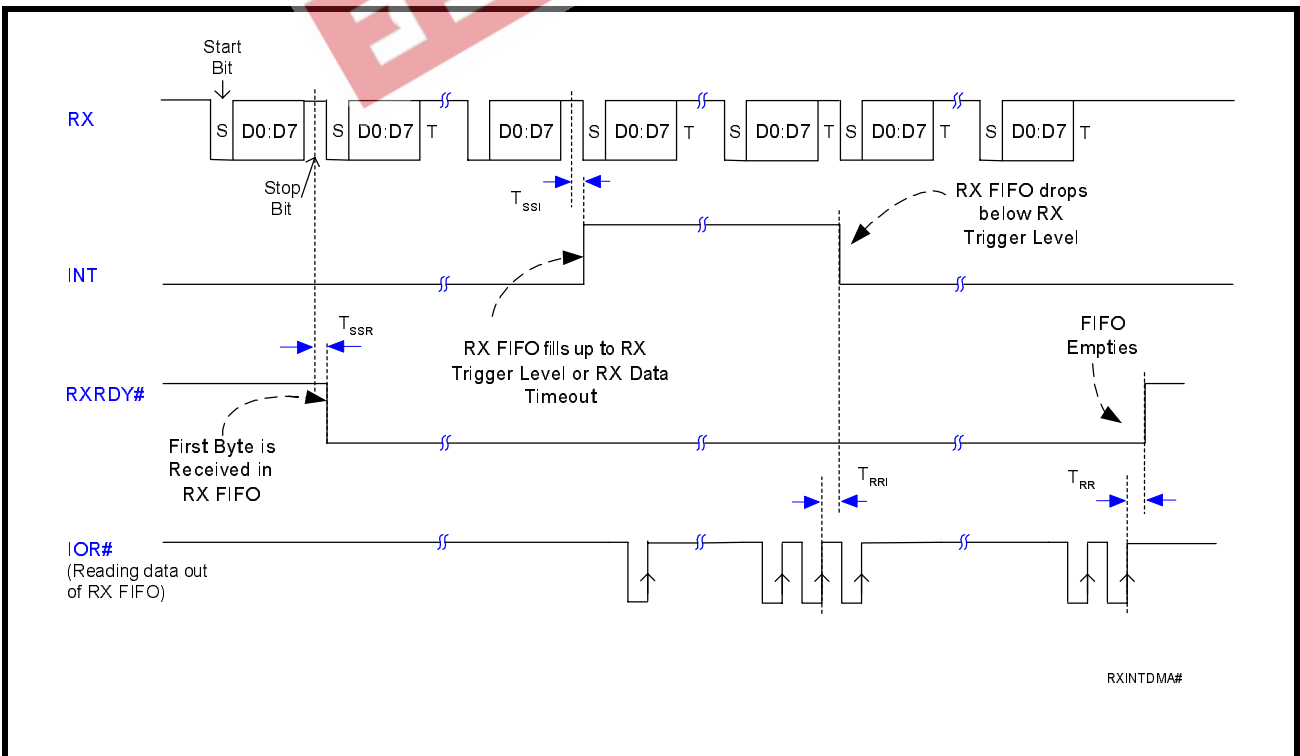 Start
Bit
RX
S D0:D7 S D0:D7 T D0:D7 S D0:D7 T S D0:D7 T S D0:D7 T S D0:D7 T
Stop
Bit
TSSI
RX FIFO drops
below RX
Trigger Level
INT
TSSR
RX FIFO fills up to RX
Trigger Level or RX Data
Timeout
FIFO
Empties
RXRDY#
First Byte is
Received in
RX FIFO
TRRI
TRR
IOR#
(Reading data out
of RX FIFO)
RXINTDMA#